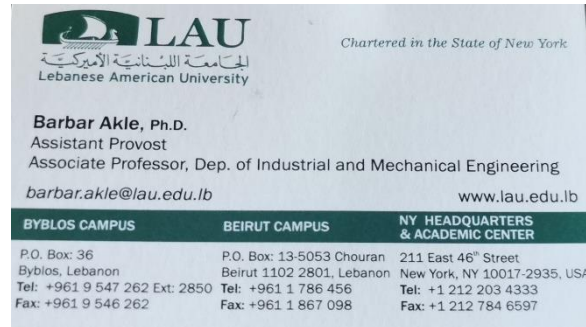 LAU
Chartered in the State of New York
الجامعة اللبنانية الأميركية
Lebanese American University
Barbar Akle, Ph.D.
Assistant Provost
Associate Professor, Dep. of Industrial and Mechanical Engineering
barbar.akle@lau.edu.lb
www.lau.edu.lb
BYBLOS CAMPUS
P.O. Box: 36
Byblos, Lebanon
Tel: +961 9 547 262 Ext: 2850
Fax: +961 9 546 262
BEIRUT CAMPUS
P.O. Box: 13-5053 Chouran
Beirut 1102 2801, Lebanon
Tel: +961 1 786 456
Fax: +961 1 867 098
NY HEADQUARTERS
& ACADEMIC CENTER
211 East 46th Street
New York, NY 10017-2935, USA
Tel: +1 212 203 4333
Fax: +1 212 784 6597